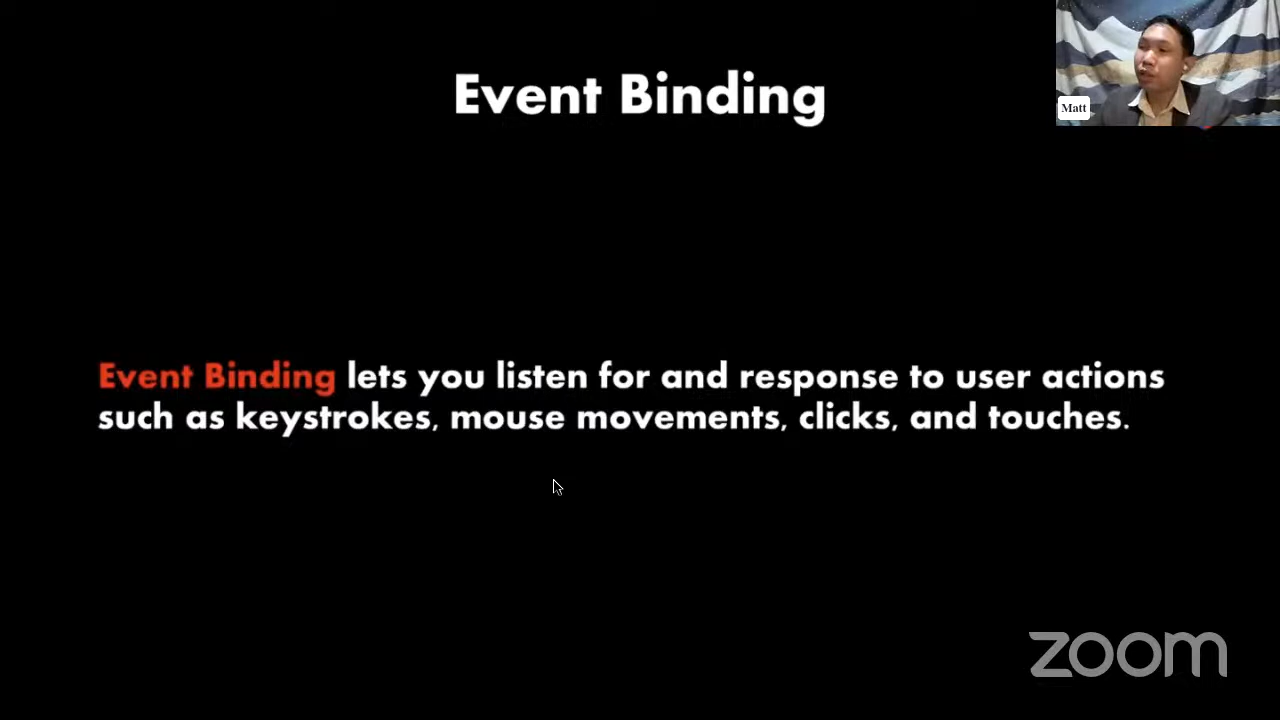 Event Binding
Matt
Event Binding lets you listen for and response to user actions
such as keystrokes, mouse movements, clicks, and touches.
zoom